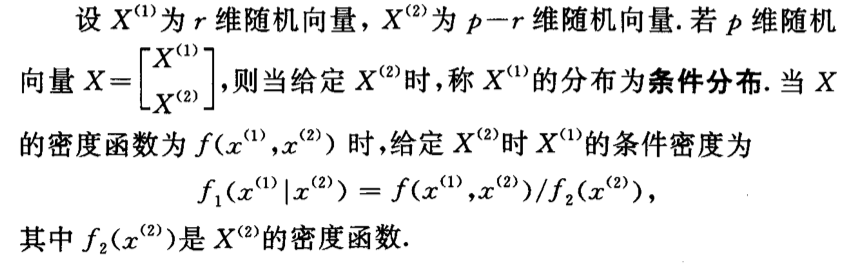 设 $X^{(1)}$为 $r$ 维随机向量, $X^{(2)}$为 $p-r$ 维随机向量. 若 $p$ 维随机
向量 $X=\begin{bmatrix} X^{(1)} \\ X^{(2)} \end{bmatrix}$,则当给定 $X^{(2)}$时,称 $X^{(1)}$的分布为条件分布. 当 $X$
的密度函数为 $f(x^{(1)},x^{(2)})$ 时,给定 $X^{(2)}$时 $X^{(1)}$的条件密度为
$f_1(x^{(1)}|x^{(2)}) = f(x^{(1)},x^{(2)})/f_2(x^{(2)}),$
其中 $f_2(x^{(2)})$是 $X^{(2)}$的密度函数.